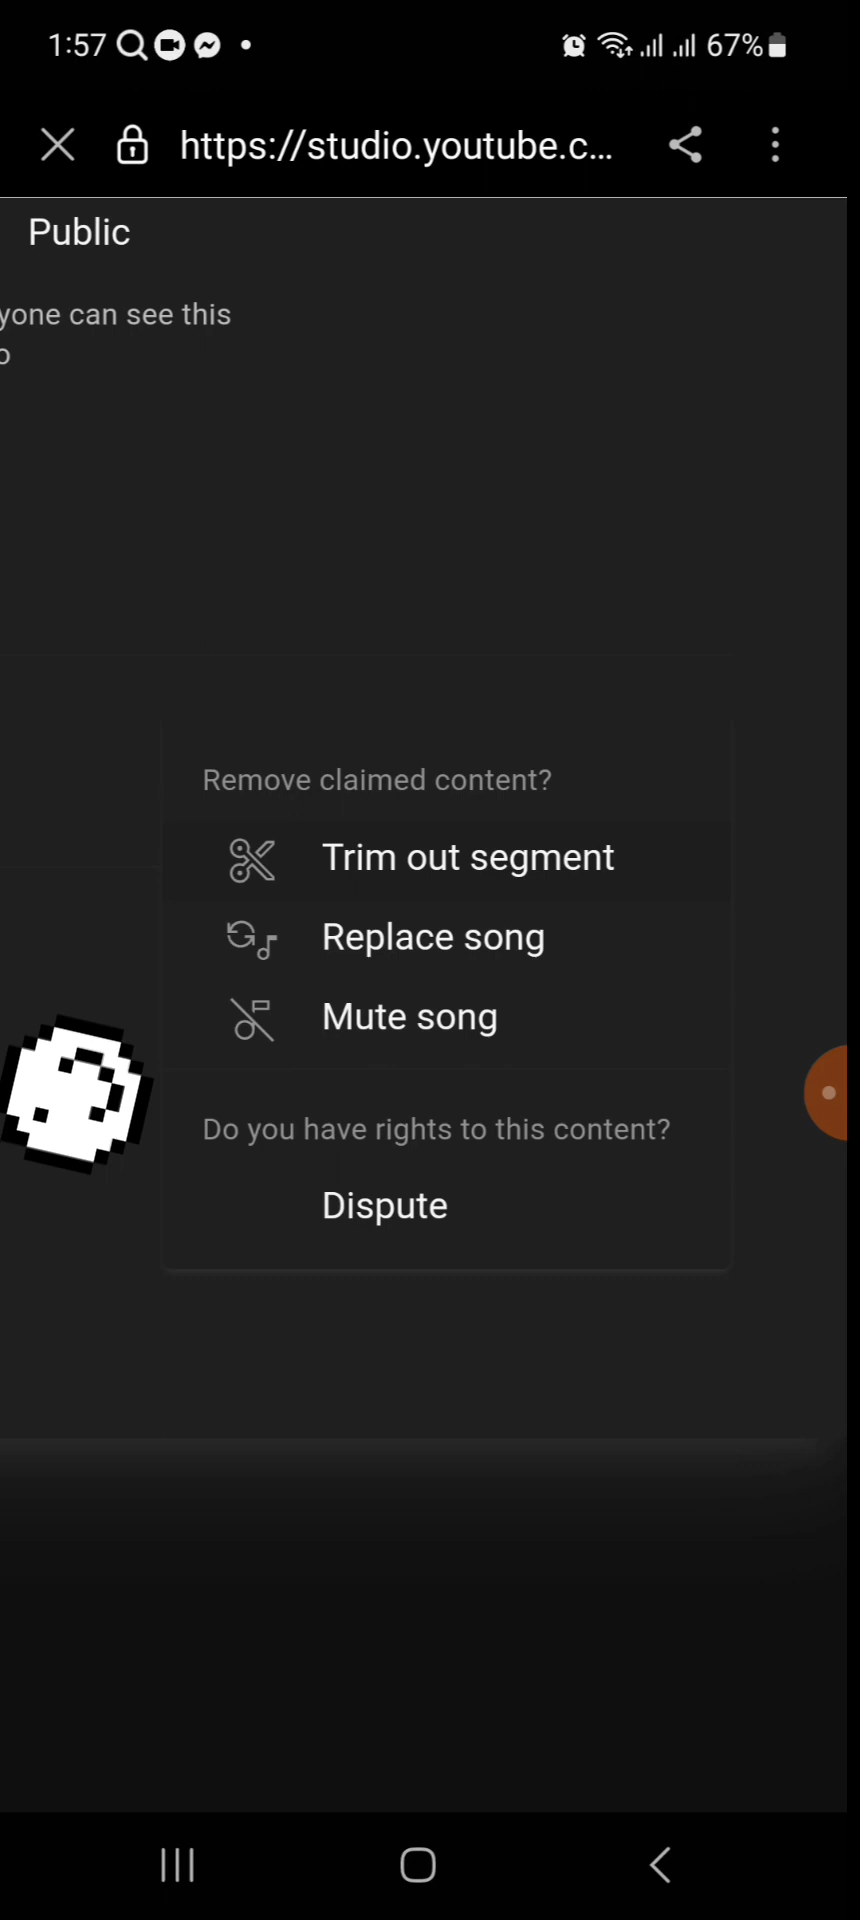 1:57
67%
https://studio.youtube.c...
Public
yone can see this
o
Remove claimed content?
Trim out segment
Replace song
Mute song
Do you have rights to this content?
Dispute